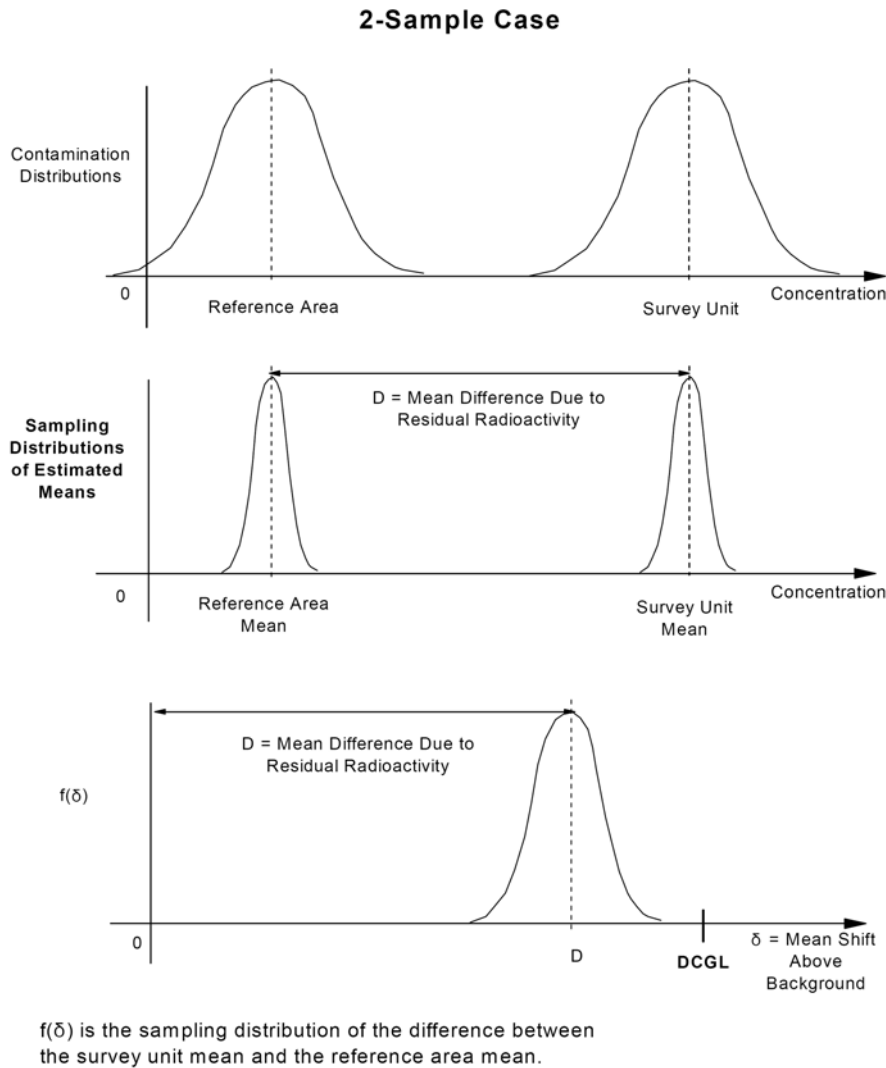 2-Sample Case
Contamination
Distributions
0
Reference Area
Survey Unit
Concentration
D = Mean Difference Due to
Residual Radioactivity
Sampling
Distributions
of Estimated
Means
0
Reference Area
Mean
Survey Unit
Mean
Concentration
D = Mean Difference Due to
Residual Radioactivity
f(δ)
0
D
DCGL
δ = Mean Shift
Above
Background
f(δ) is the sampling distribution of the difference between
the survey unit mean and the reference area mean.